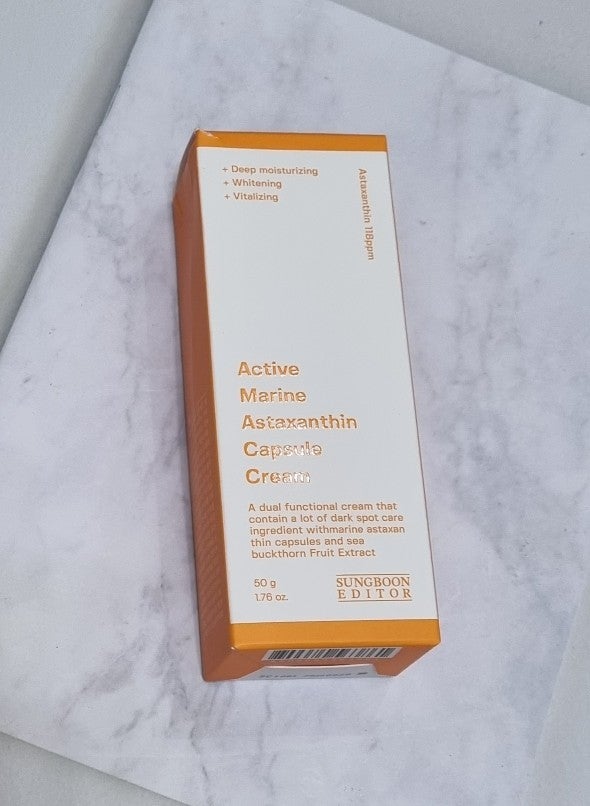 + Deep moisturizing
+ Whitening
+ Vitalizing
Astaxanthin 118ppm
Active
Marine
Astaxanthin
Capsule
Cream
A dual functional cream that
contain a lot of dark spot care
ingredient withmarine astaxan
thin capsules and sea
buckthorn Fruit Extract
50 g
1.76 oz.
SUNGBOON
EDITOR